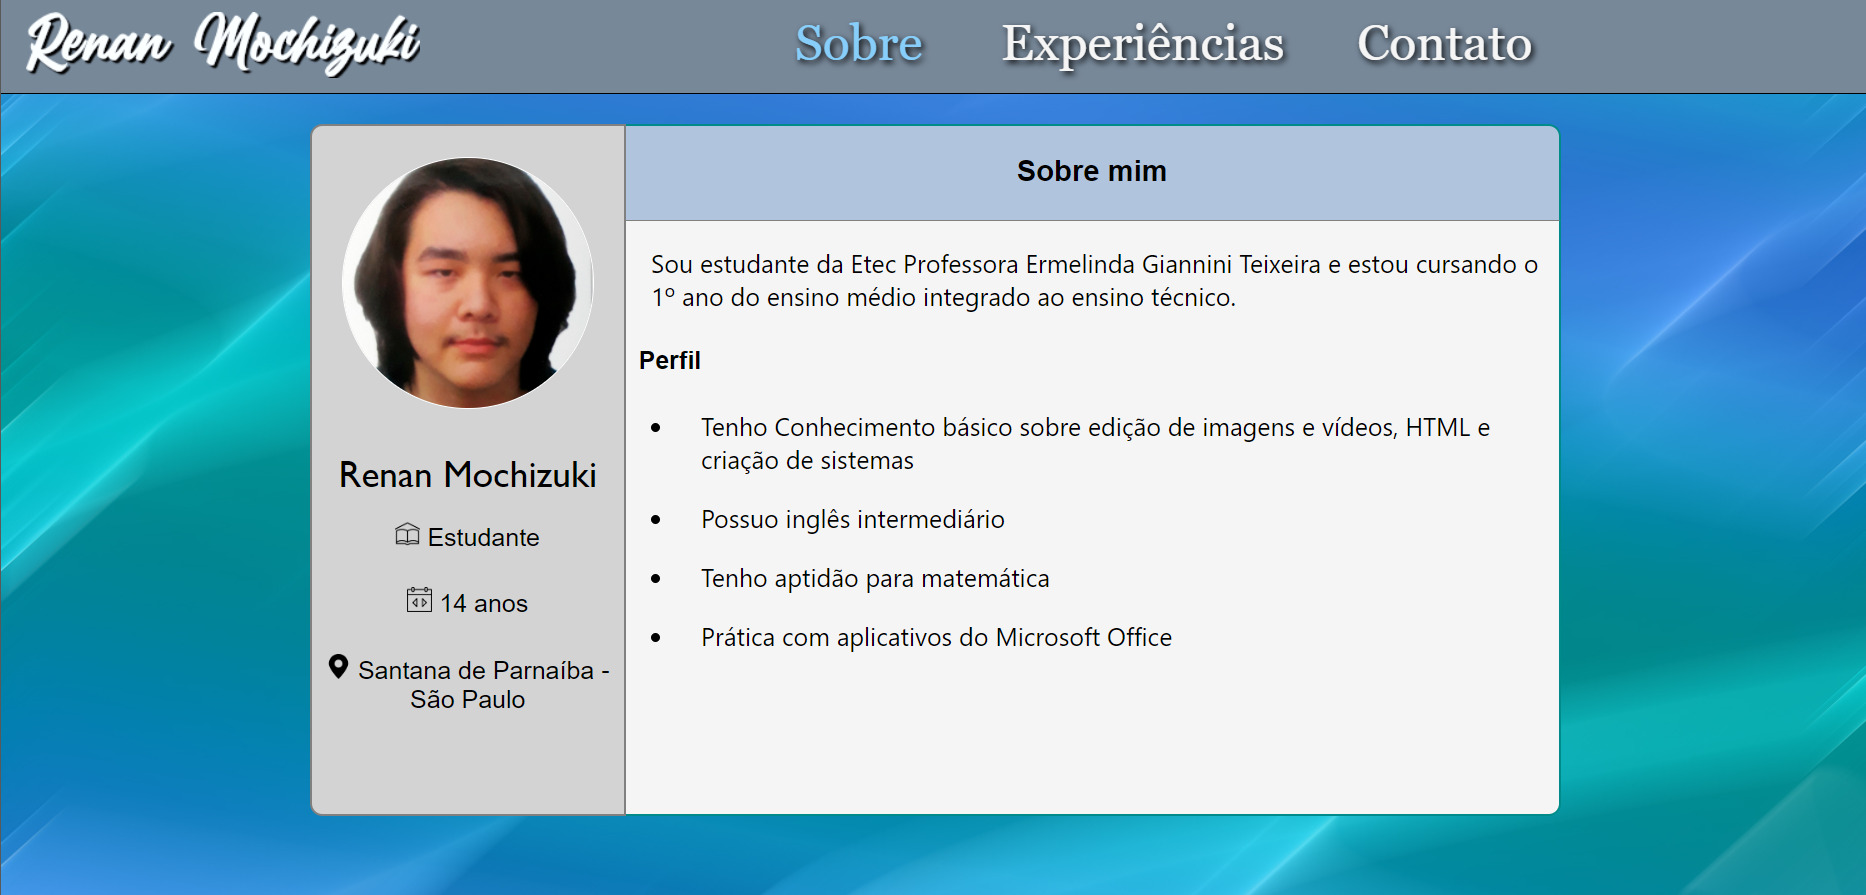 Renan Mochizuki
Sobre Experiências Contato
Sobre mim
Renan Mochizuki
Estudante
14 anos
Santana de Parnaíba -
São Paulo
Sou estudante da Etec Professora Ermelinda Giannini Teixeira e estou cursando o
1º ano do ensino médio integrado ao ensino técnico.
Perfil
• Tenho Conhecimento básico sobre edição de imagens e vídeos, HTML e
criação de sistemas
• Possuo inglês intermediário
• Tenho aptidão para matemática
• Prática com aplicativos do Microsoft Office